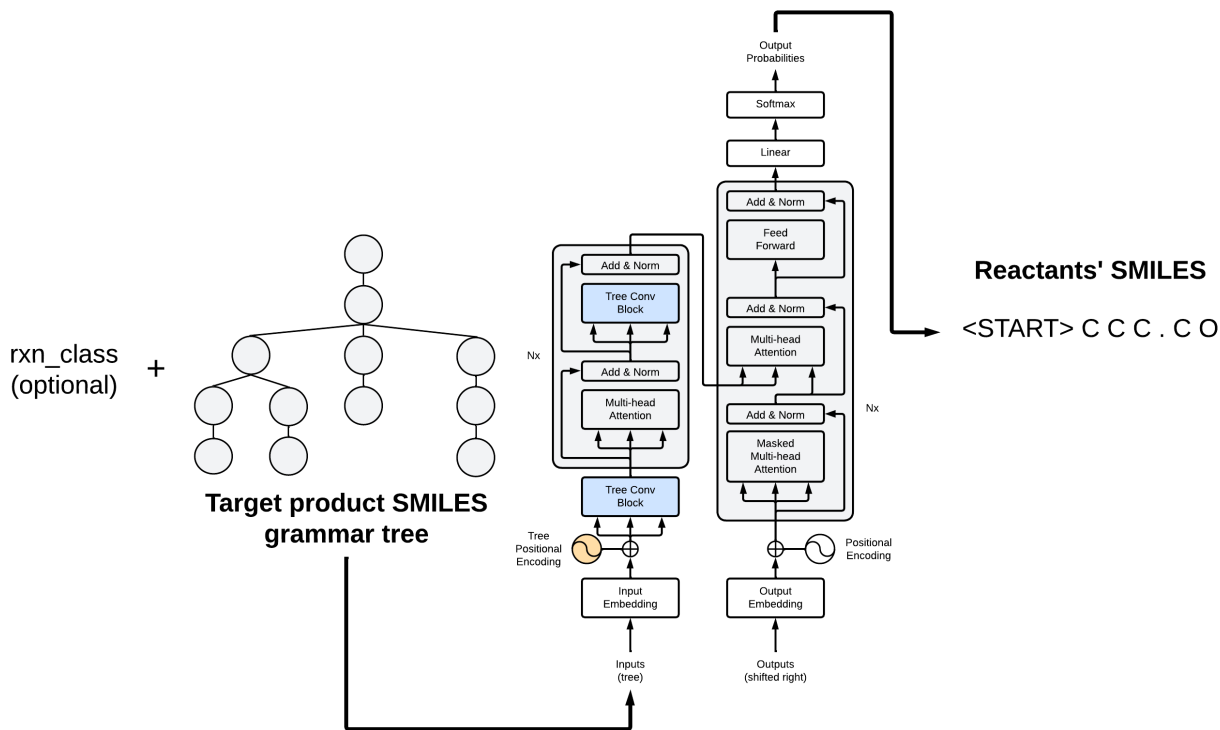 rxn_class
(optional)
+
Target product SMILES
grammar tree
Nx
Add & Norm
Tree Conv
Block
Add & Norm
Multi-head
Attention
Tree Conv
Block
Tree
Positional
Encoding
Input
Embedding
Inputs
(tree)
Output
Probabilities
Softmax
Linear
Add & Norm
Feed
Forward
Add & Norm
Multi-head
Attention
Add & Norm
Masked
Multi-head
Attention
Nx
Positional
Encoding
Output
Embedding
Outputs
(shifted right)
Reactants' SMILES
<START> C C C . C O